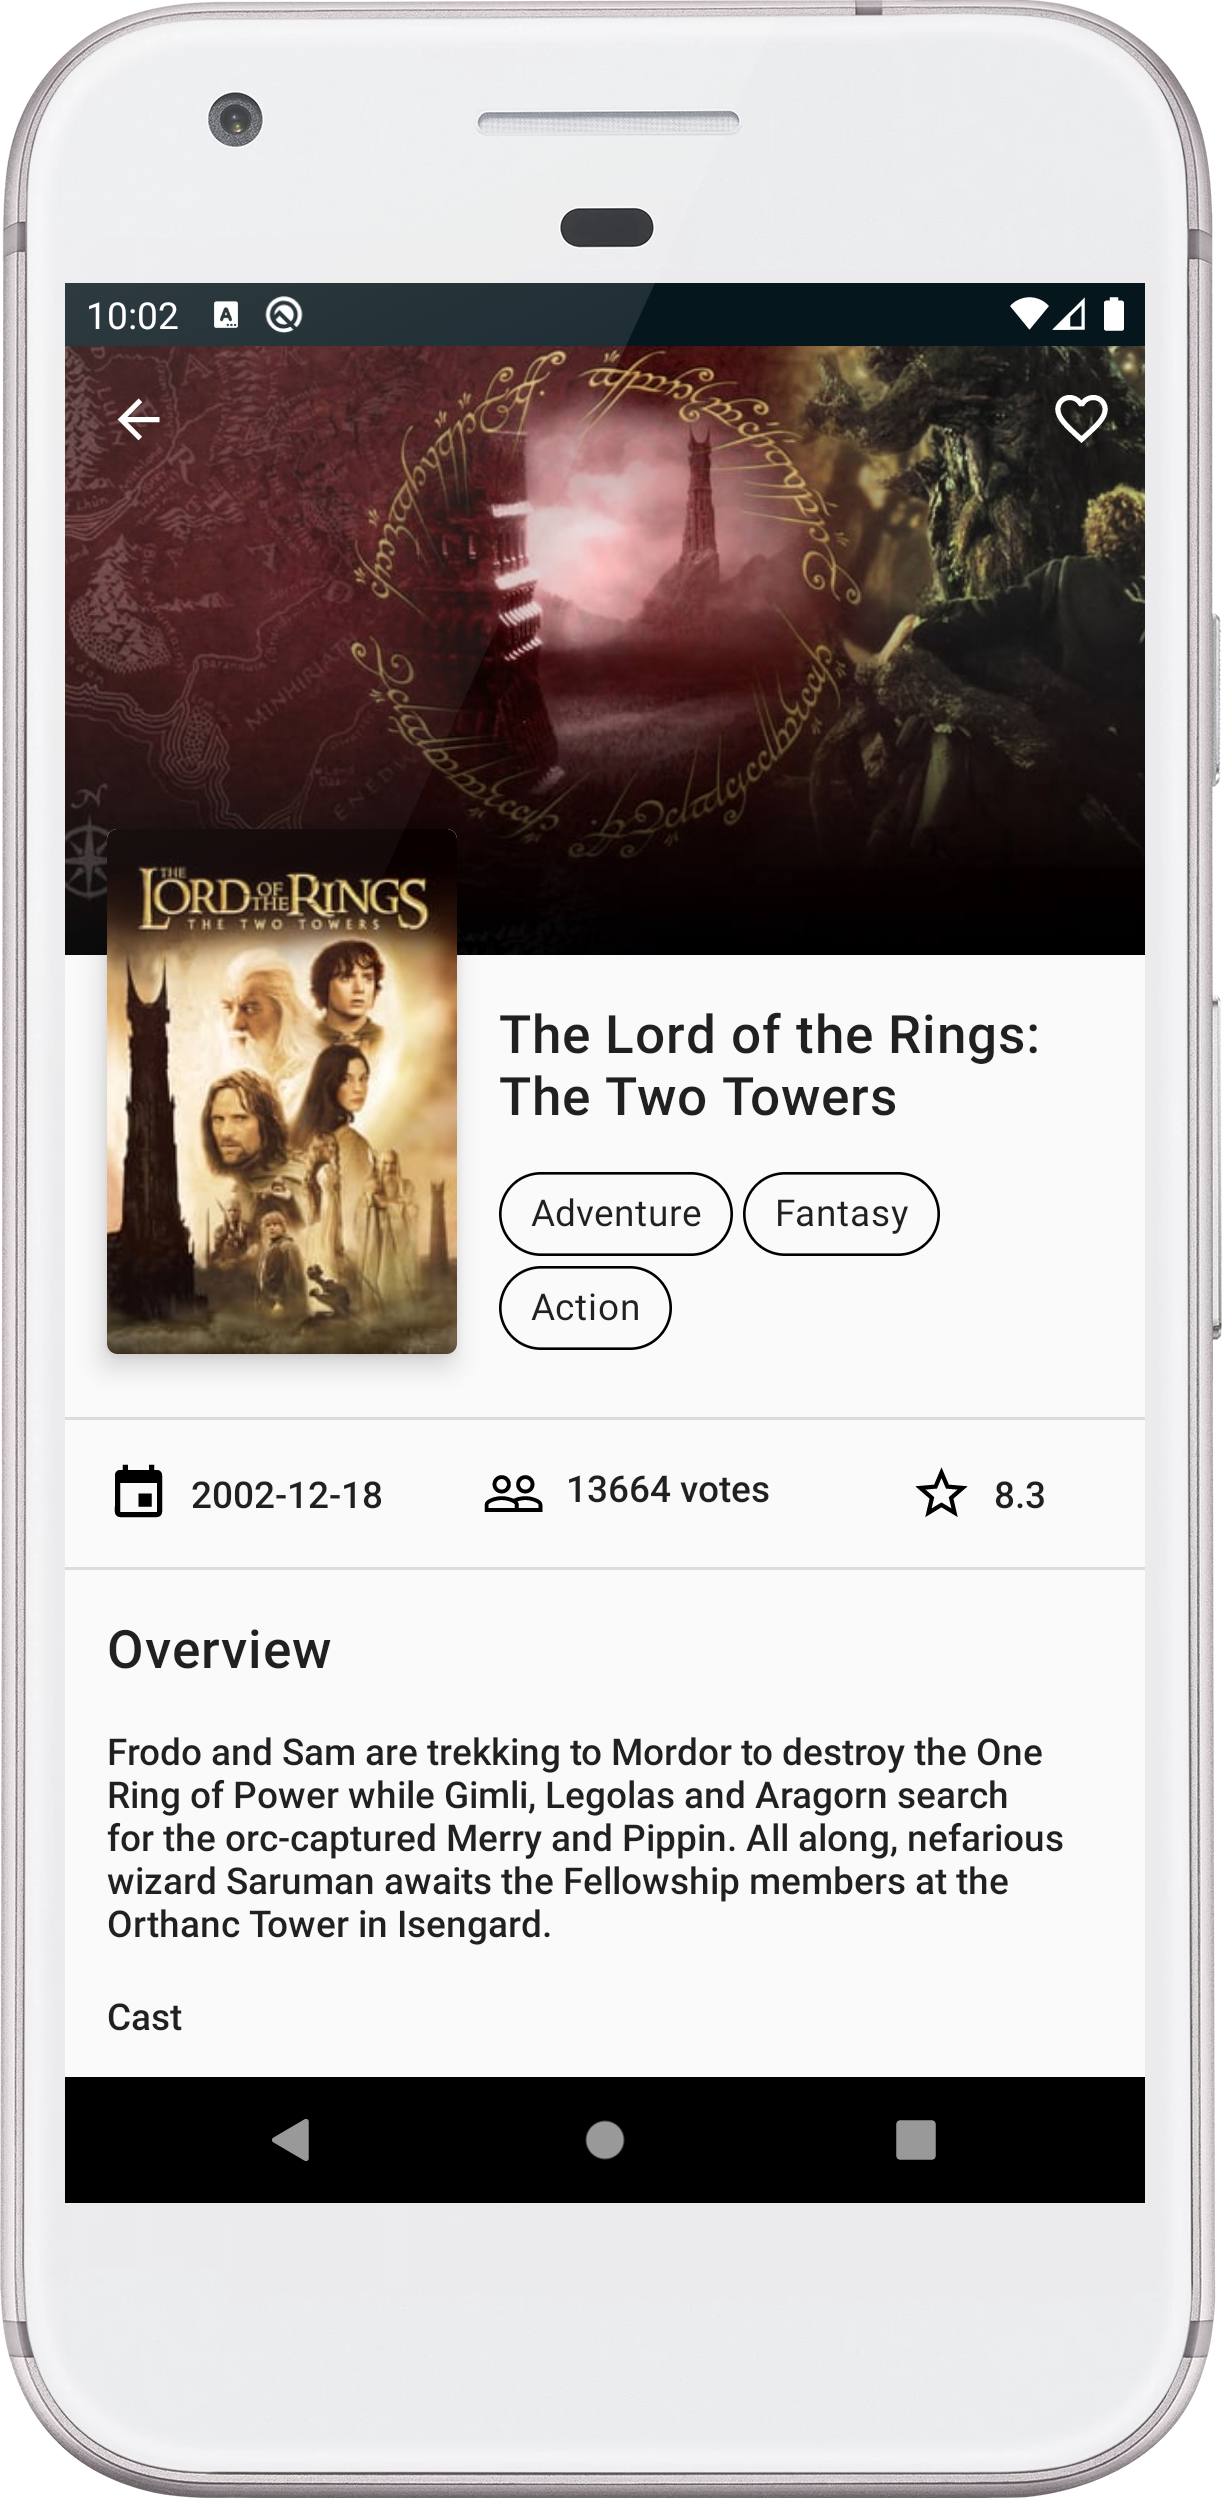 10:02
MINHIRIAT
THE
LORD OF THE RINGS
THE TWO TOWERS
The Lord of the Rings:
The Two Towers
Adventure
Fantasy
Action
2002-12-18
13664 votes
8.3
Overview
Frodo and Sam are trekking to Mordor to destroy the One
Ring of Power while Gimli, Legolas and Aragorn search
for the orc-captured Merry and Pippin. All along, nefarious
wizard Saruman awaits the Fellowship members at the
Orthanc Tower in Isengard.
Cast